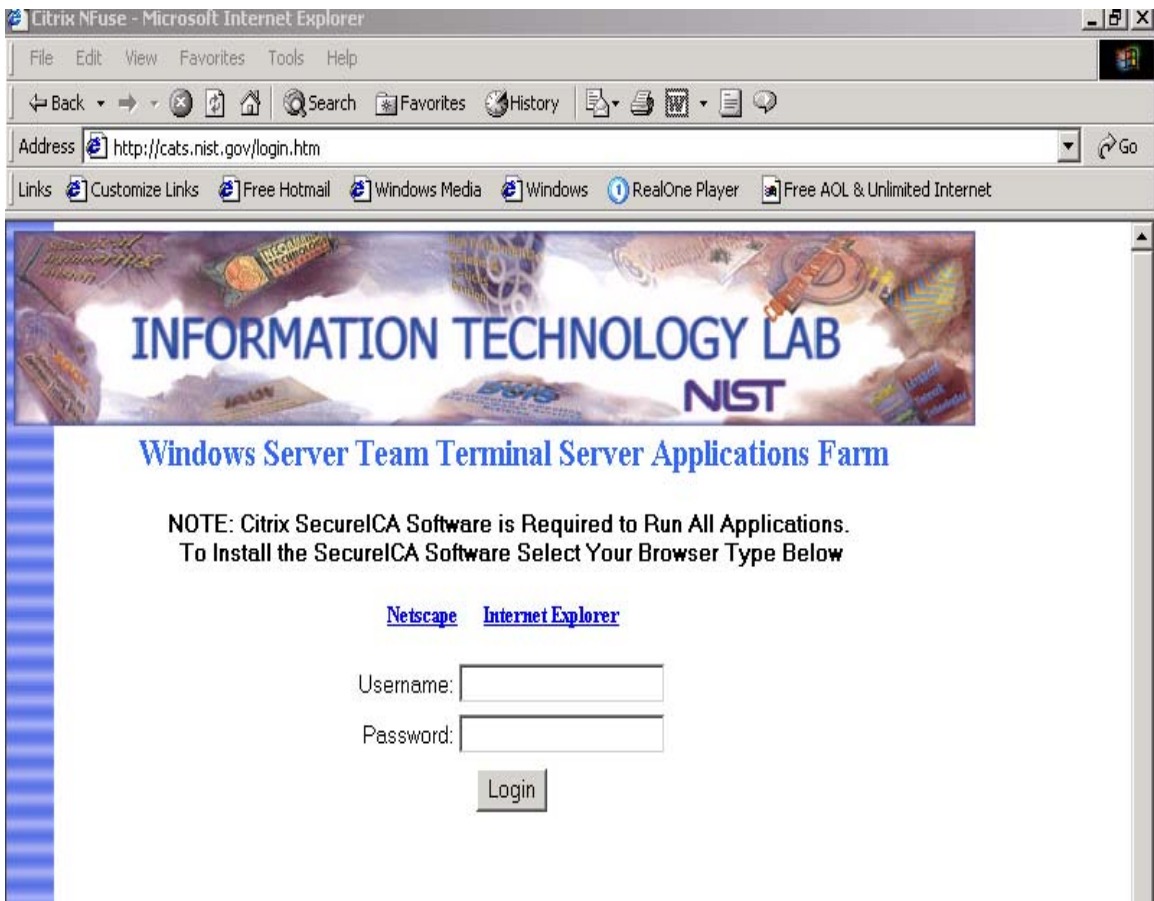 Citrix NFuse - Microsoft Internet Explorer
File Edit View Favorites Tools Help
Back Search Favorites History
Address http://cats.nist.gov/login.htm Go
Links Customize Links Free Hotmail Windows Media Windows RealOne Player Free AOL & Unlimited Internet
INFORMATION TECHNOLOGY LAB
NIST
Windows Server Team Terminal Server Applications Farm
NOTE: Citrix SecureICA Software is Required to Run All Applications.
To Install the SecureICA Software Select Your Browser Type Below
Netscape Internet Explorer
Username:
Password:
Login